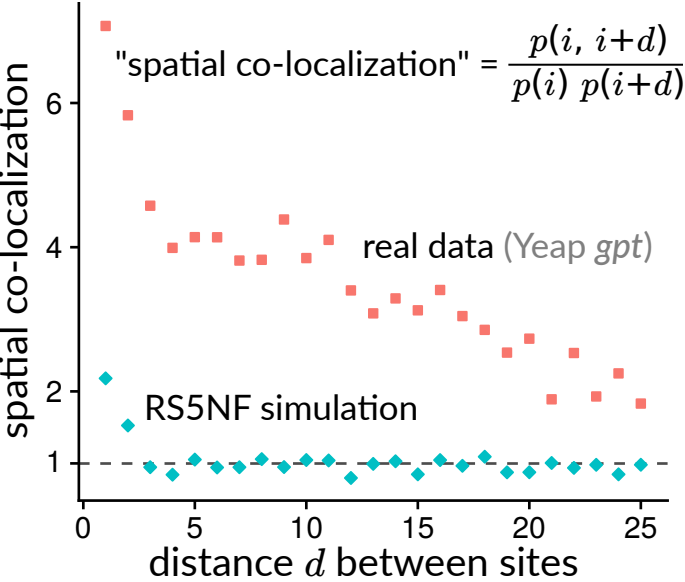 "spatial co-localization" = p(i, i+d) / p(i) p(i+d)
spatial co-localization
6
4
2
1
real data (Yeap gpt)
RS5NF simulation
0 5 10 15 20 25
distance d between sites